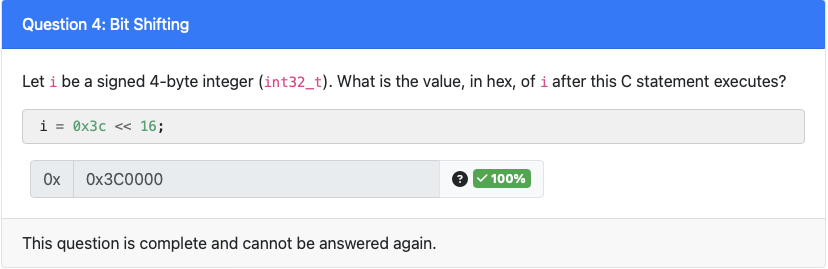 Question 4: Bit Shifting
Let i be a signed 4-byte integer (int32_t). What is the value, in hex, of i after this C statement executes?
i = 0x3c << 16;
0x 0x3C0000 ? ✓ 100%
This question is complete and cannot be answered again.